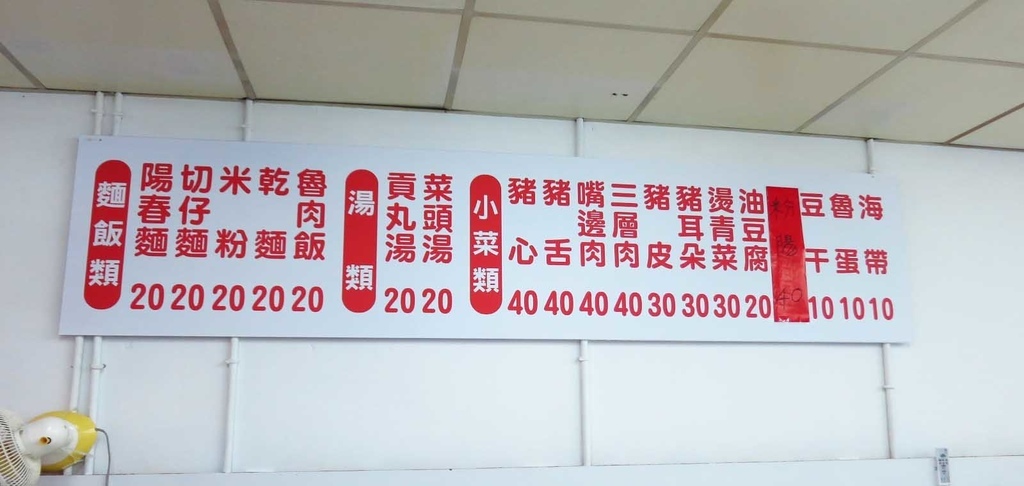 麵飯類
陽春麵 20
切仔麵 20
米粉 20
乾麵 20
魯肉飯 20
湯類
貢丸湯 20
菜頭湯 20
小菜類
豬心 40
豬舌 40
嘴邊肉 40
三層肉 40
豬皮 30
豬耳朵 30
燙青菜 30
油豆腐 20
粉腸 40
豆干 10
魯蛋 10
海帶 10